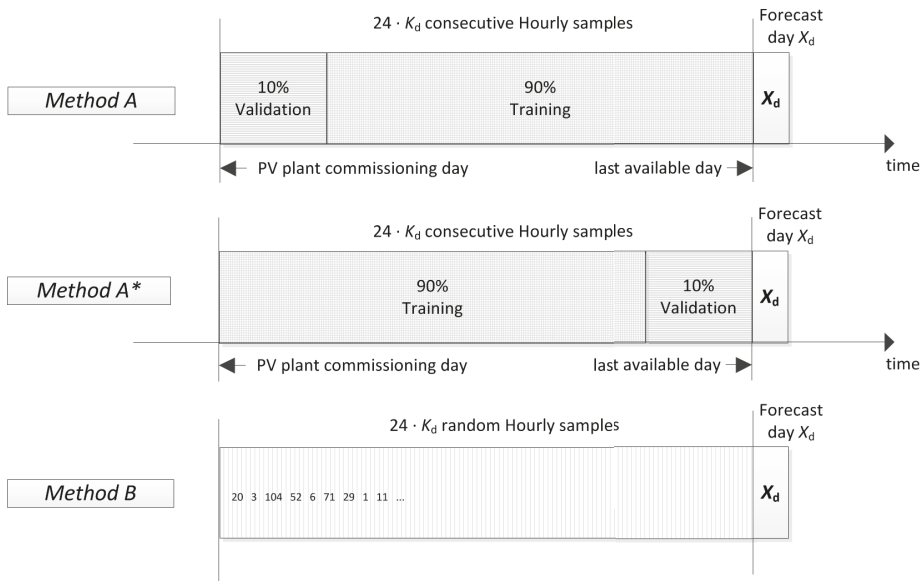 24 · Kd consecutive Hourly samples
Forecast
day Xd
Method A
10%
Validation
90%
Training
Xd
PV plant commissioning day
last available day
time
24 · Kd consecutive Hourly samples
Forecast
day Xd
Method A*
90%
Training
10%
Validation
Xd
PV plant commissioning day
last available day
time
24 · Kd random Hourly samples
Forecast
day Xd
Method B
20 3 104 52 6 71 29 1 11 ...
Xd